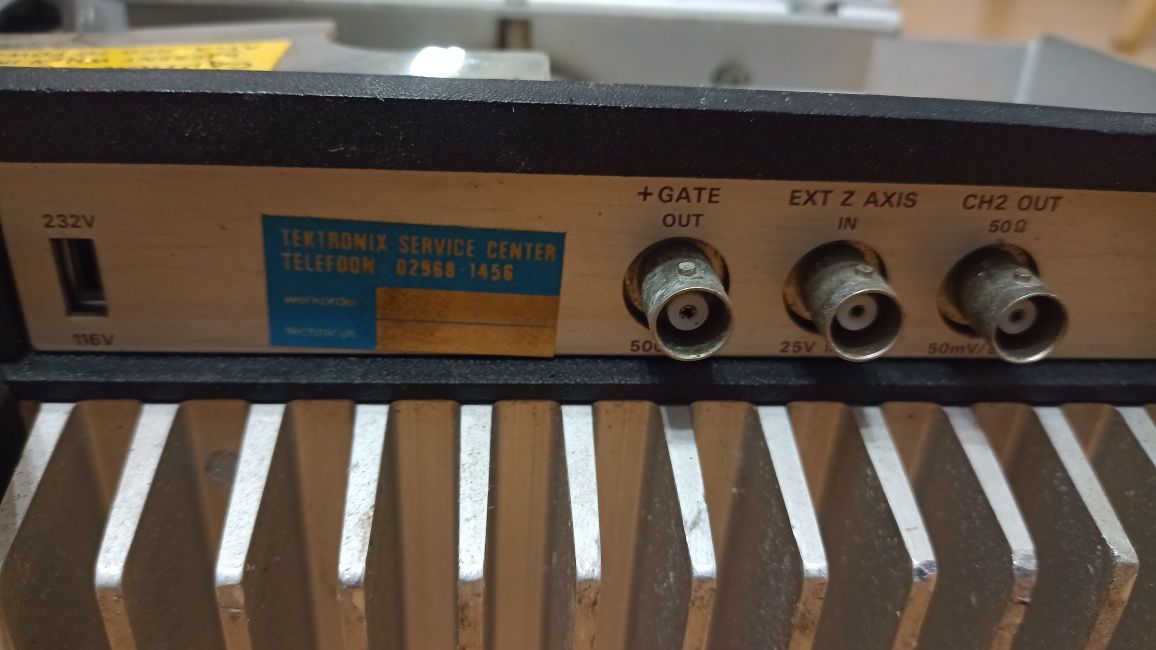 232V
116V
TEKTRONIX SERVICE CENTER
TELEFOON 02968-1456
werkorder
technicus
+GATE
OUT
EXT Z AXIS
IN
25V
CH2 OUT
50Ω
50mV/